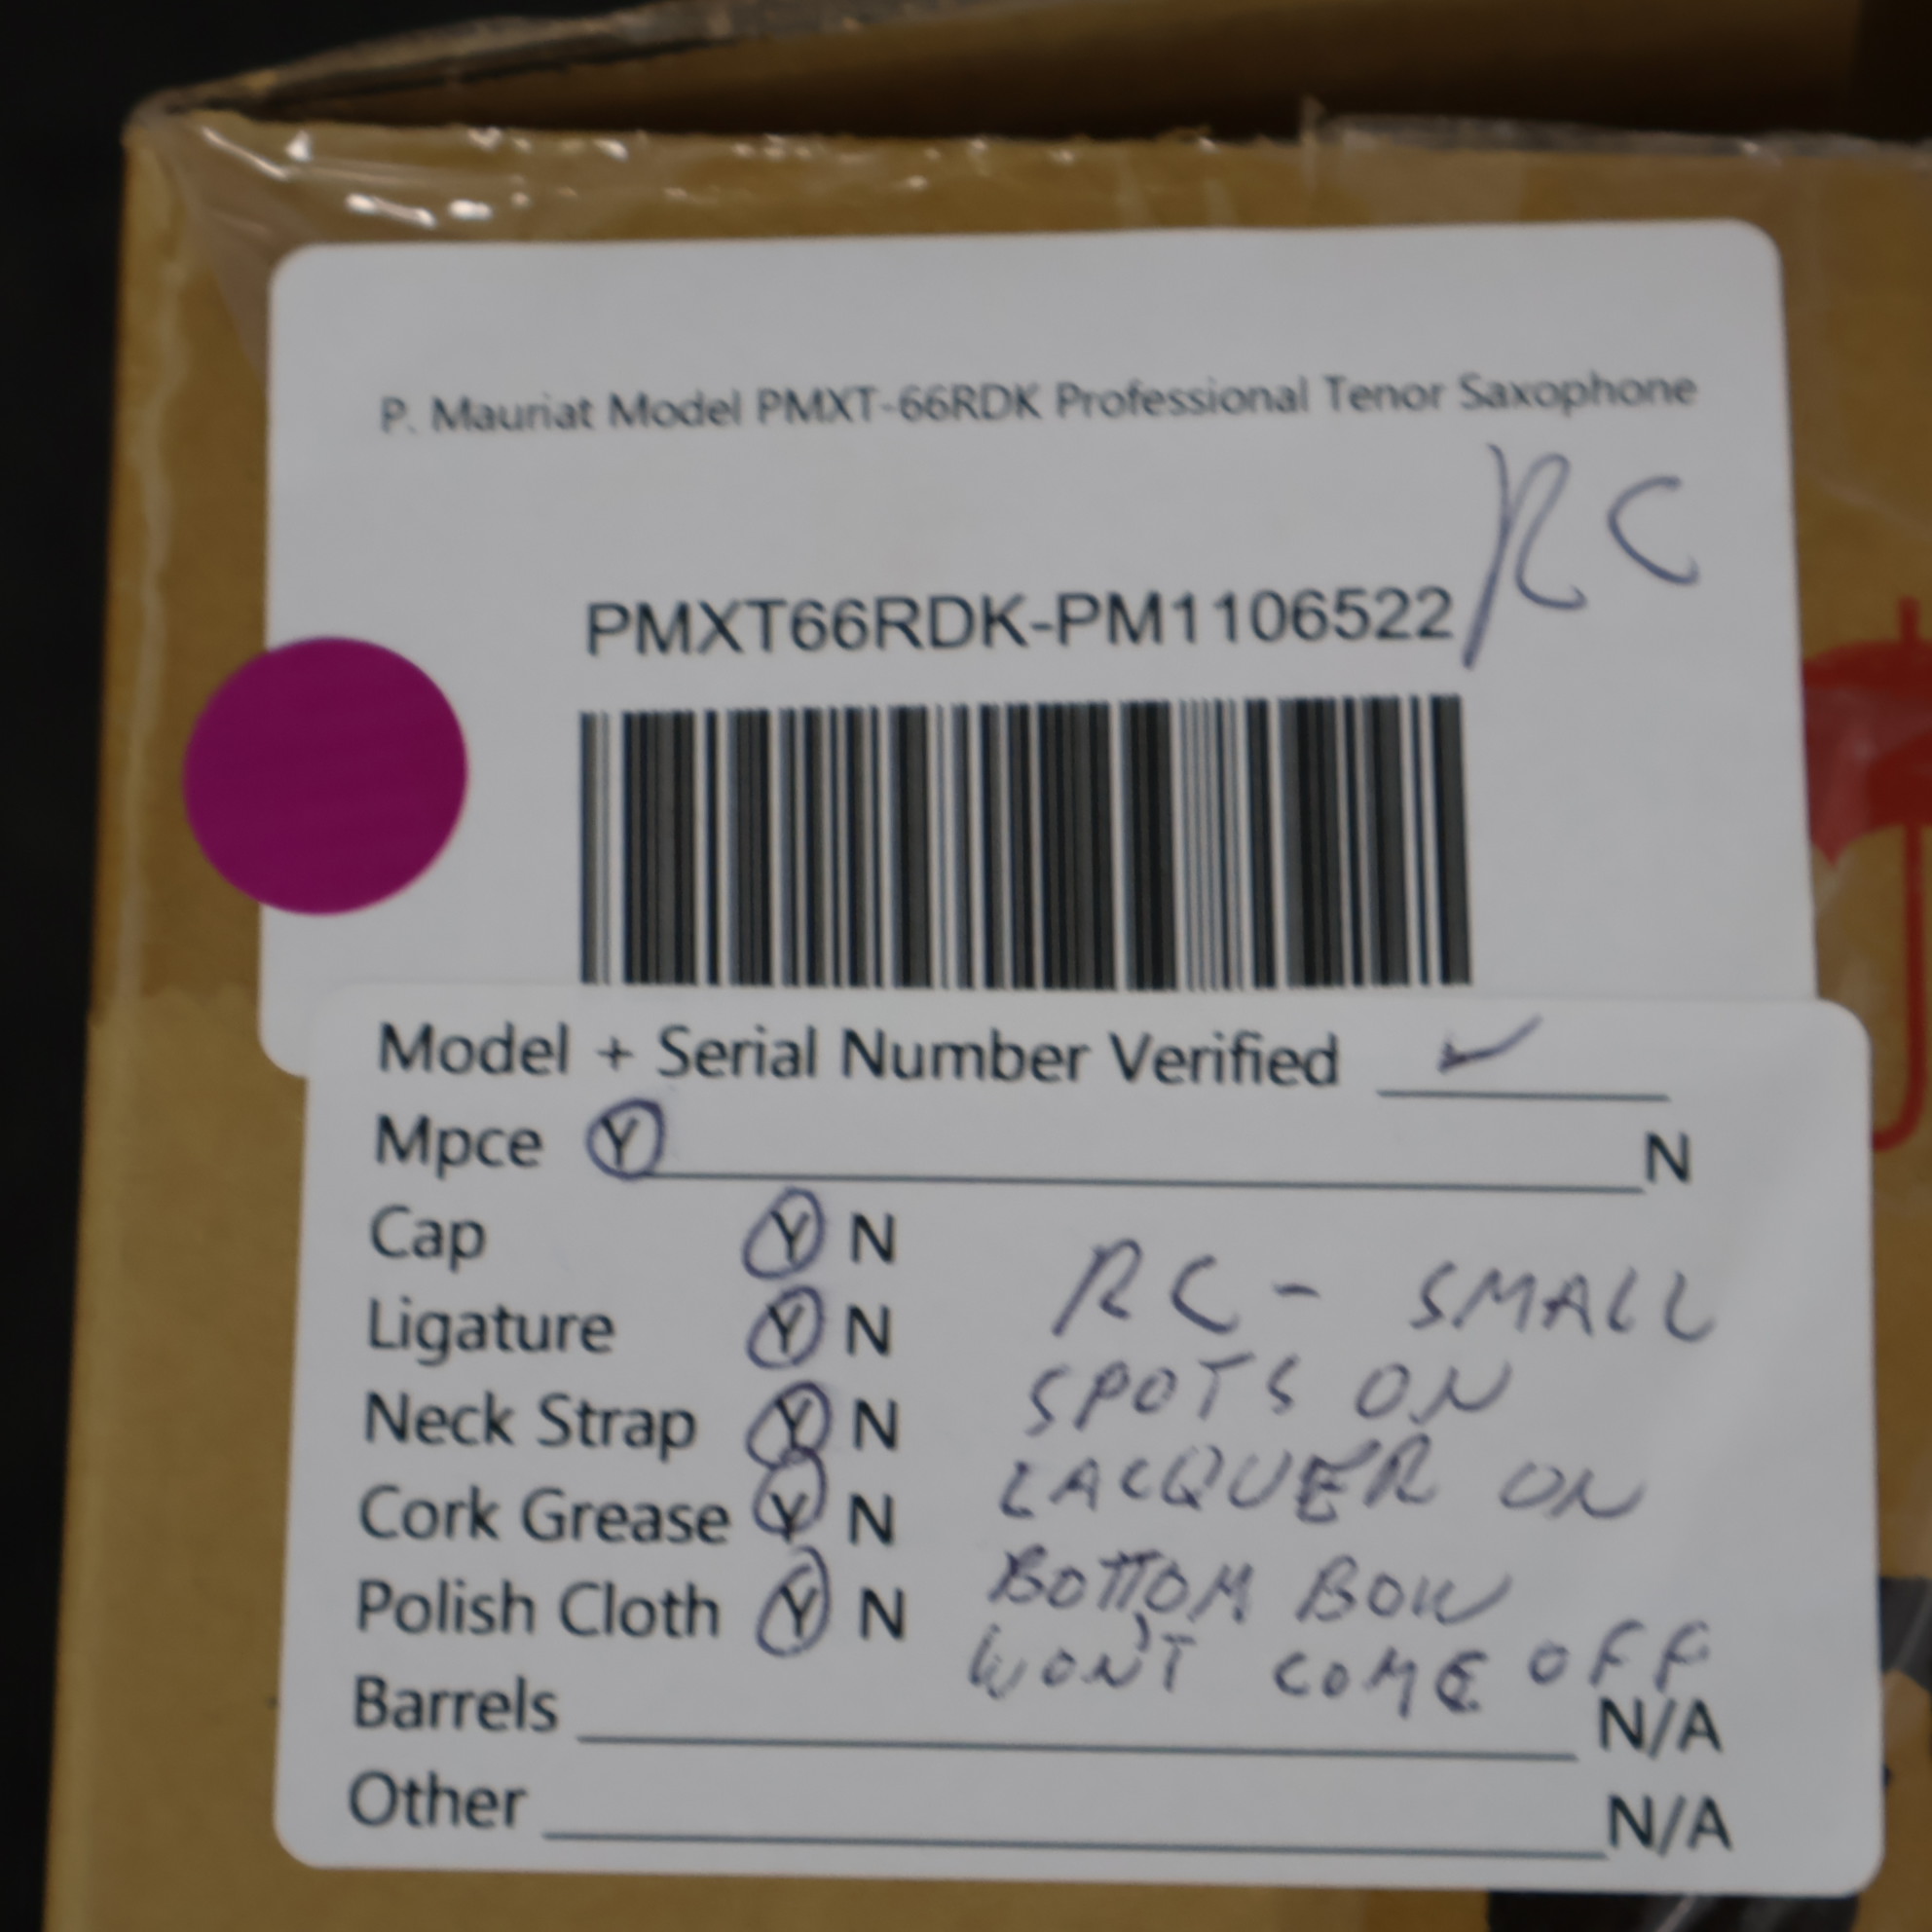 P. Mauriat Model PMXT-66RDK Professional Tenor Saxophone
RC
PMXT66RDK-PM1106522
Model + Serial Number Verified ✓
Mpce Y N
Cap Y N
Ligature Y N
Neck Strap Y N
Cork Grease Y N
Polish Cloth Y N
RC - SMALL
SPOTS ON
LACQUER ON
BOTTOM BOW
WON'T COME OFF
Barrels N/A
Other N/A